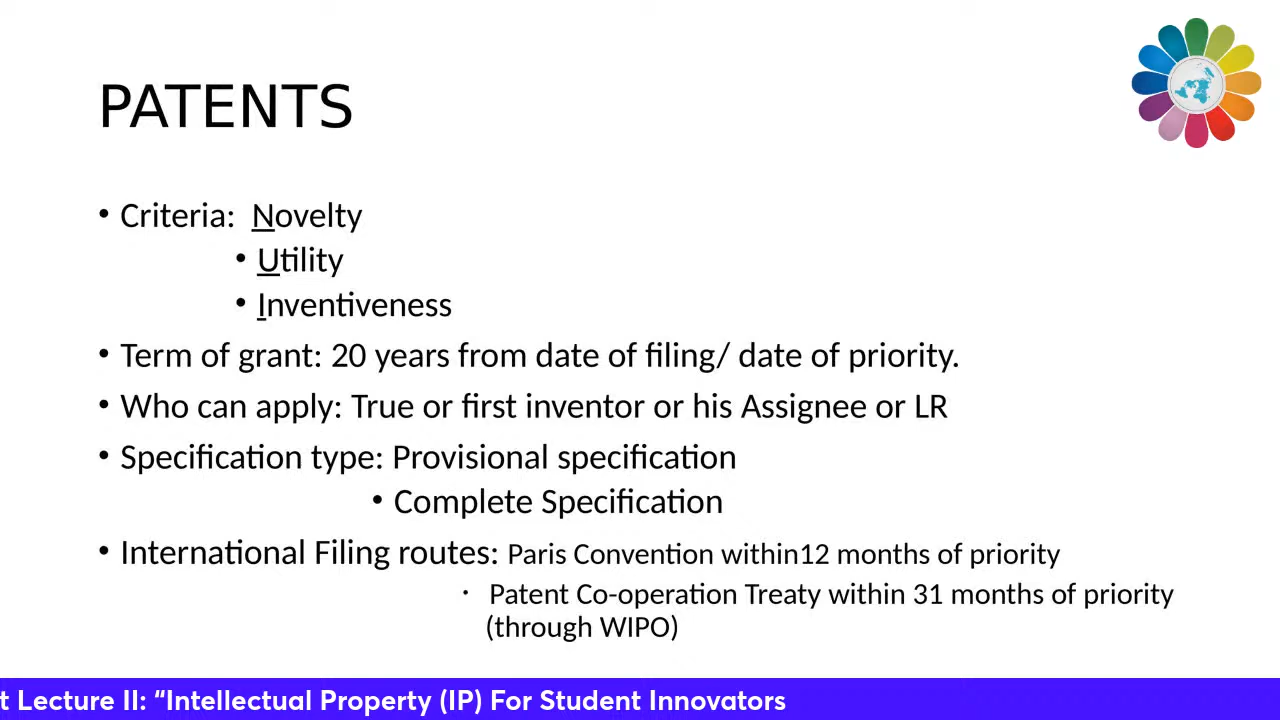 PATENTS
• Criteria: Novelty
• Utility
• Inventiveness
• Term of grant: 20 years from date of filing/ date of priority.
• Who can apply: True or first inventor or his Assignee or LR
• Specification type: Provisional specification
• Complete Specification
• International Filing routes: Paris Convention within12 months of priority
• Patent Co-operation Treaty within 31 months of priority
(through WIPO)
t Lecture II: “Intellectual Property (IP) For Student Innovators